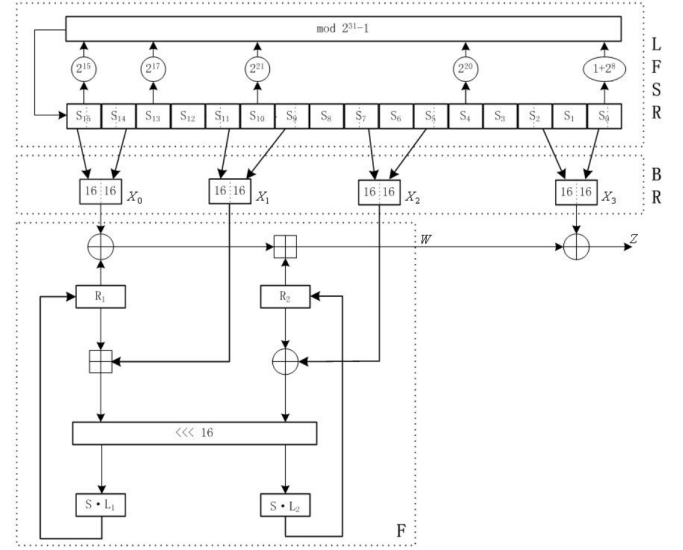 mod 2³¹-1
2¹⁵ 2¹⁷ 2²¹ 2²⁰ 1+2⁸
S₁₅ S₁₄ S₁₃ S₁₂ S₁₁ S₁₀ S₉ S₈ S₇ S₆ S₅ S₄ S₃ S₂ S₁ S₀
LFSR
16 16 X₀ 16 16 X₁ 16 16 X₂ 16 16 X₃
BR
W Z
R₁ R₂
<<< 16
S•L₁ S•L₂
F